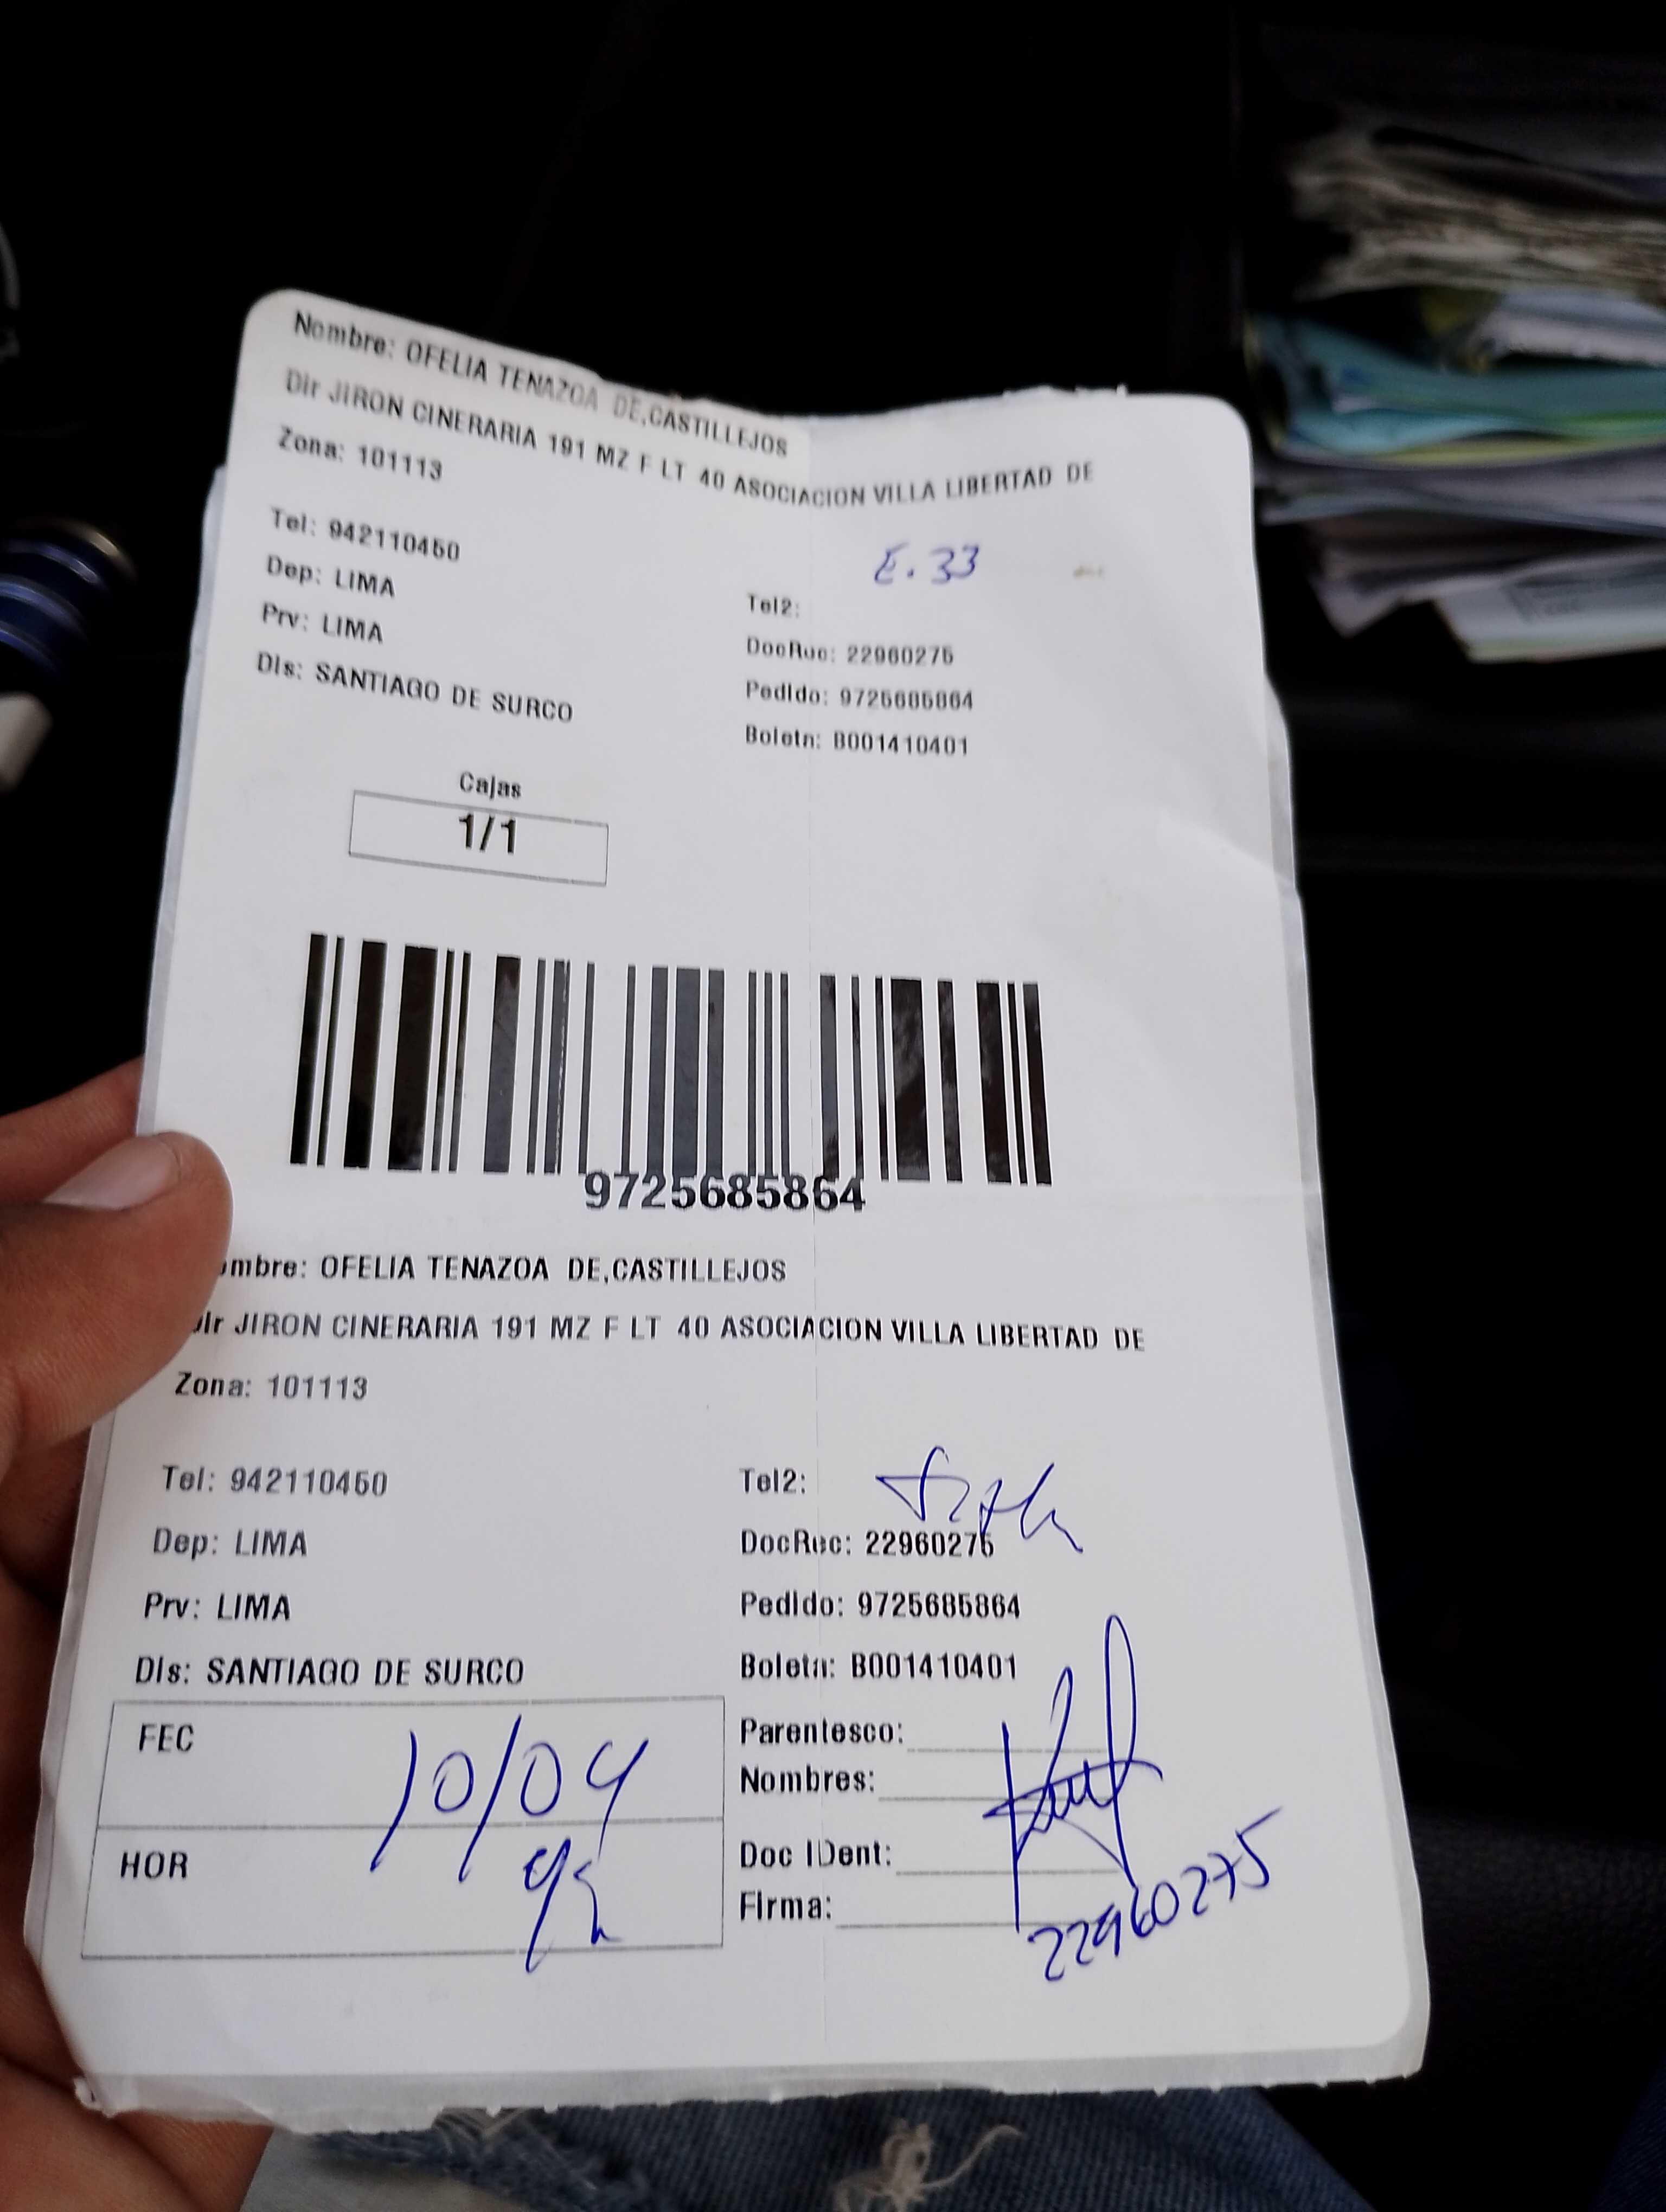 Nombre: OFELIA TENAZOA DE,CASTILLEJOS
Dir JIRON CINERARIA 191 MZ F LT 40 ASOCIACION VILLA LIBERTAD DE
Zona: 101113
E.33
Tel: 942110450
Tel2:
Dep: LIMA
DocRuc: 22960275
Prv: LIMA
Pedido: 9725685864
Dis: SANTIAGO DE SURCO
Boleta: B001410401
Cajas
1/1
9725685864
ombre: OFELIA TENAZOA DE,CASTILLEJOS
Dir JIRON CINERARIA 191 MZ F LT 40 ASOCIACION VILLA LIBERTAD DE
Zona: 101113
Tel: 942110450
Tel2:
Dep: LIMA
DocRuc: 22960275
Prv: LIMA
Pedido: 9725685864
Dis: SANTIAGO DE SURCO
Boleta: B001410401
FEC 10/04
Parentesco:
Nombres:
HOR
Doc IDent:
Firma:
22960275